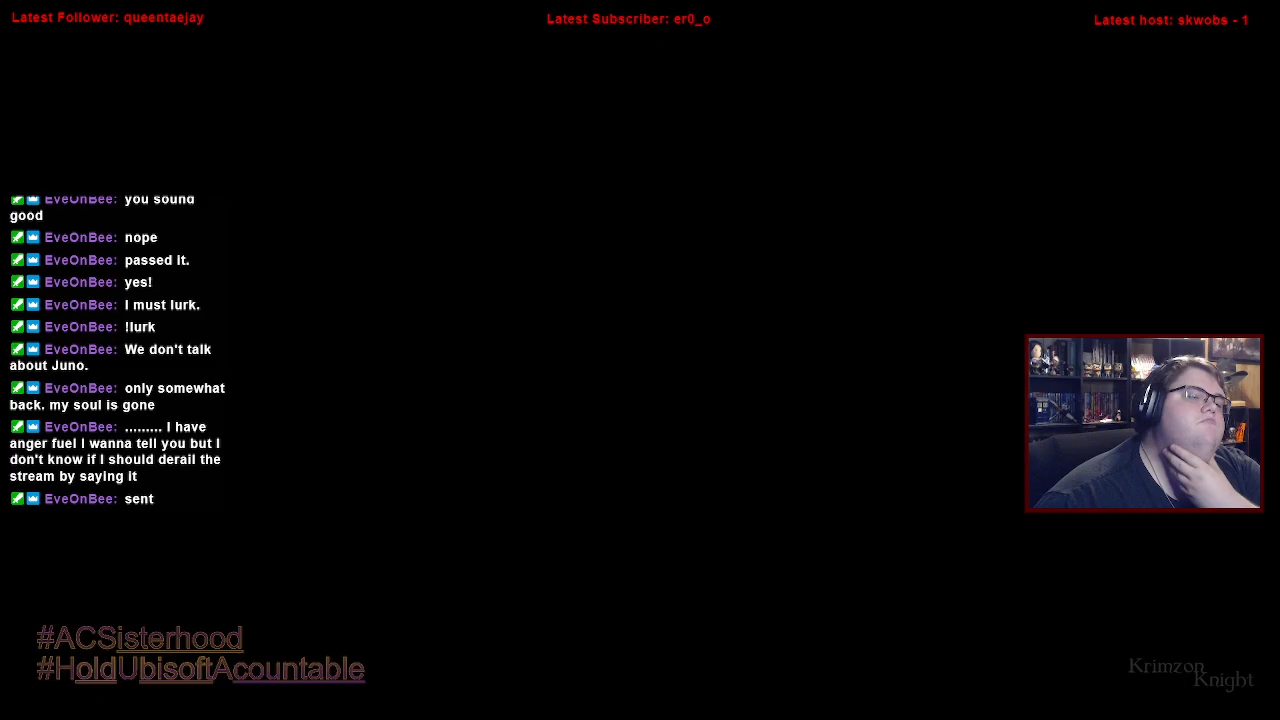 Latest Follower: queentaejay
Latest Subscriber: er0_o
Latest host: skwobs - 1
EveOnBee: you sound
good
EveOnBee: nope
EveOnBee: passed it.
EveOnBee: yes!
EveOnBee: I must lurk.
EveOnBee: !lurk
EveOnBee: We don't talk
about Juno.
EveOnBee: only somewhat
back. my soul is gone
EveOnBee: ......... I have
anger fuel I wanna tell you but I
don't know if I should derail the
stream by saying it
EveOnBee: sent
#ACSisterhood
#HoldUbisoftAcountable
Krimzon
Knight